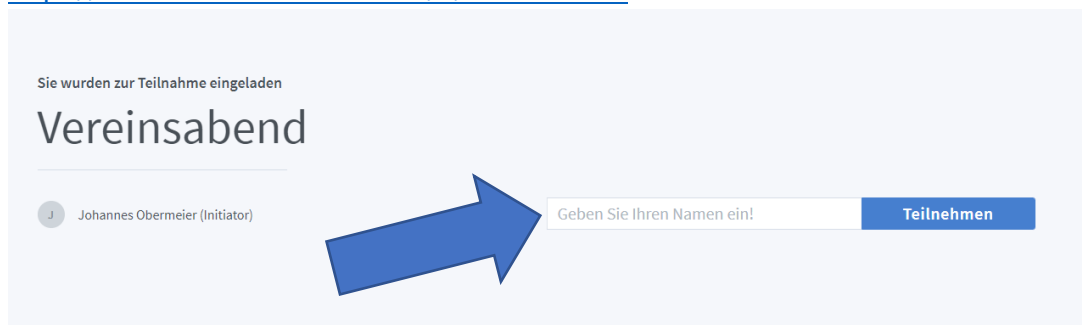 Sie wurden zur Teilnahme eingeladen
Vereinsabend
J Johannes Obermeier (Initiator)
Geben Sie Ihren Namen ein! Teilnehmen